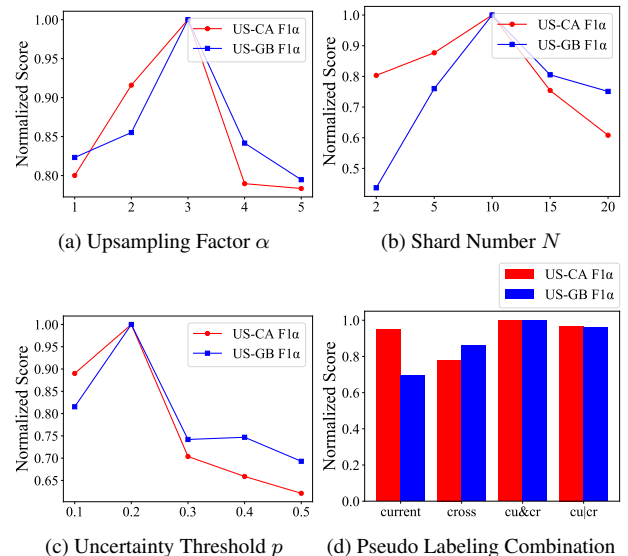 US-CA F1α
US-GB F1α
Normalized Score
1.00
0.95
0.90
0.85
0.80
1 2 3 4 5
(a) Upsampling Factor α
US-CA F1α
US-GB F1α
Normalized Score
1.0
0.9
0.8
0.7
0.6
0.5
2 5 10 15 20
(b) Shard Number N
US-CA F1α
US-GB F1α
Normalized Score
1.00
0.95
0.90
0.85
0.80
0.75
0.70
0.65
0.1 0.2 0.3 0.4 0.5
(c) Uncertainty Threshold p
US-CA F1α
US-GB F1α
Normalized Score
1.0
0.8
0.6
0.4
0.2
0.0
current cross cu&cr cu|cr
(d) Pseudo Labeling Combination